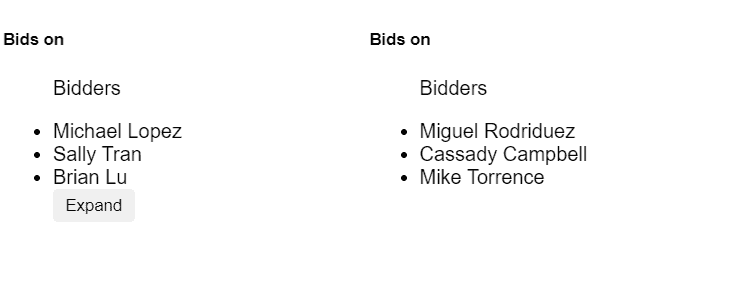 Bids on
Bidders
Michael Lopez
Sally Tran
Brian Lu
Expand
Bids on
Bidders
Miguel Rodriduez
Cassady Campbell
Mike Torrence